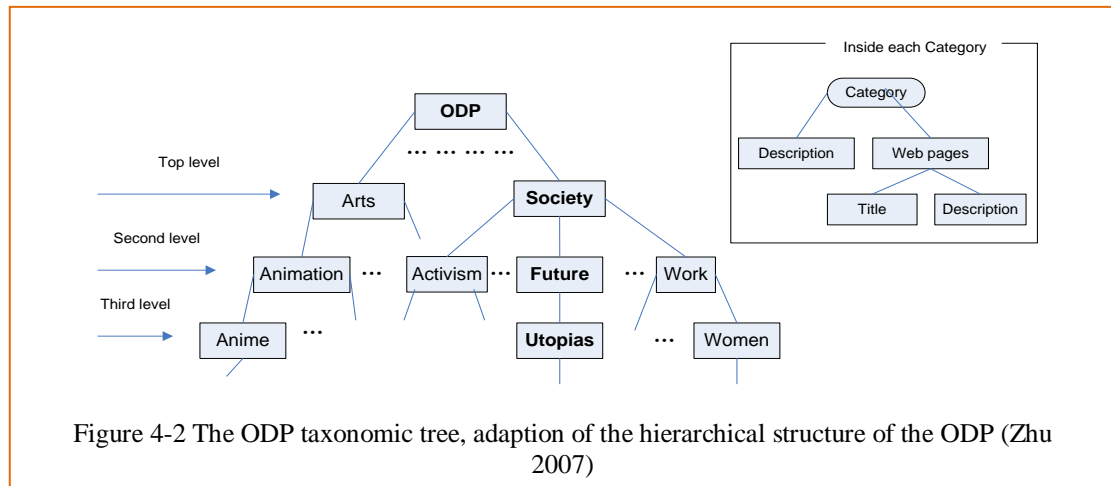 Inside each Category
Category
Description Web pages
Title Description
ODP
... ... ... ...
Top level
Arts Society
Second level
Animation ... Activism ... Future ... Work
Third level
Anime ... Utopias ... Women
Figure 4-2 The ODP taxonomic tree, adaption of the hierarchical structure of the ODP (Zhu
2007)